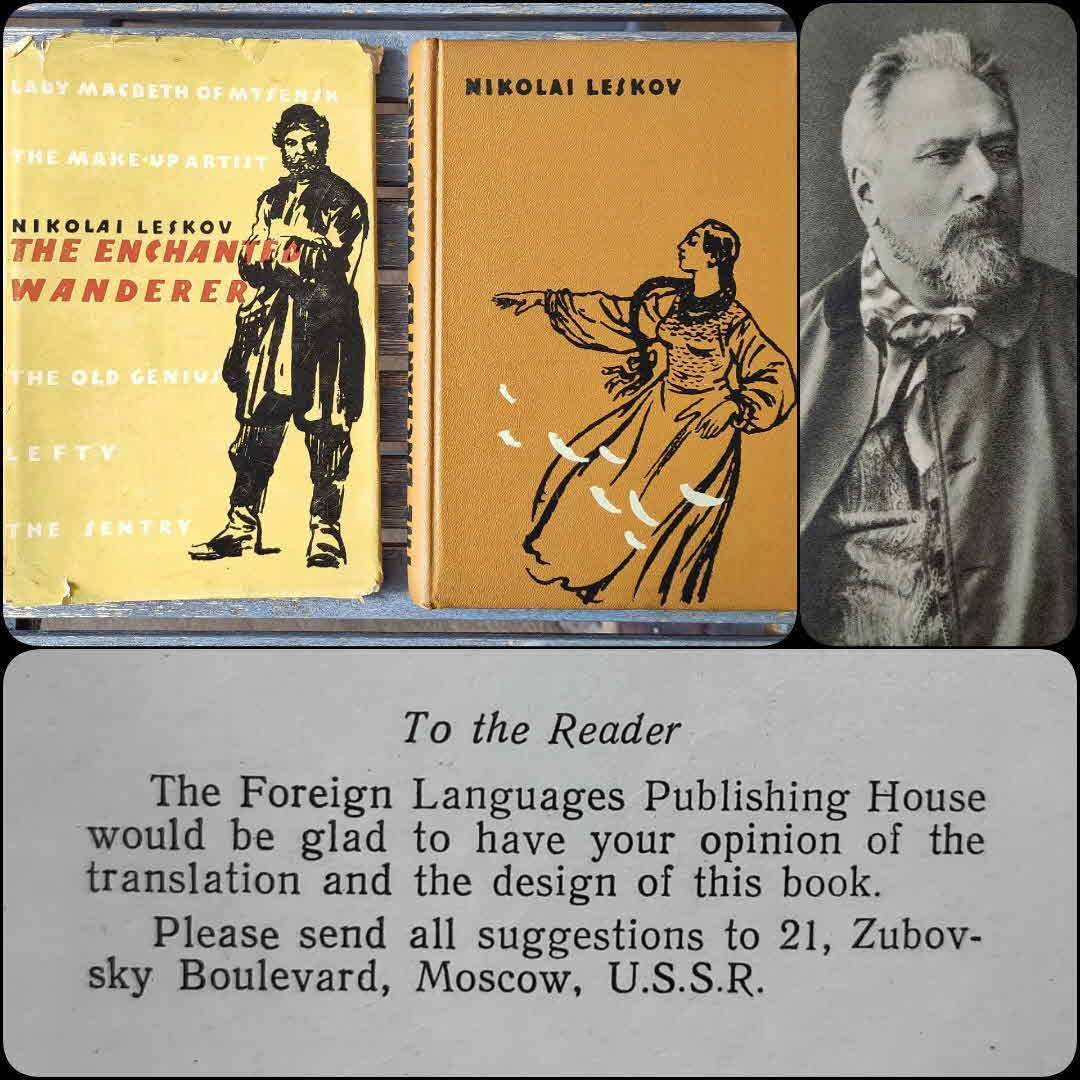 LADY MACBETH OF MTSENSK
THE MAKE-UP ARTIST
NIKOLAI LESKOV
THE ENCHANTED
WANDERER
THE OLD GENIUS
LEFTY
THE SENTRY
NIKOLAI LESKOV
To the Reader
The Foreign Languages Publishing House
would be glad to have your opinion of the
translation and the design of this book.
Please send all suggestions to 21, Zubov-
sky Boulevard, Moscow, U.S.S.R.